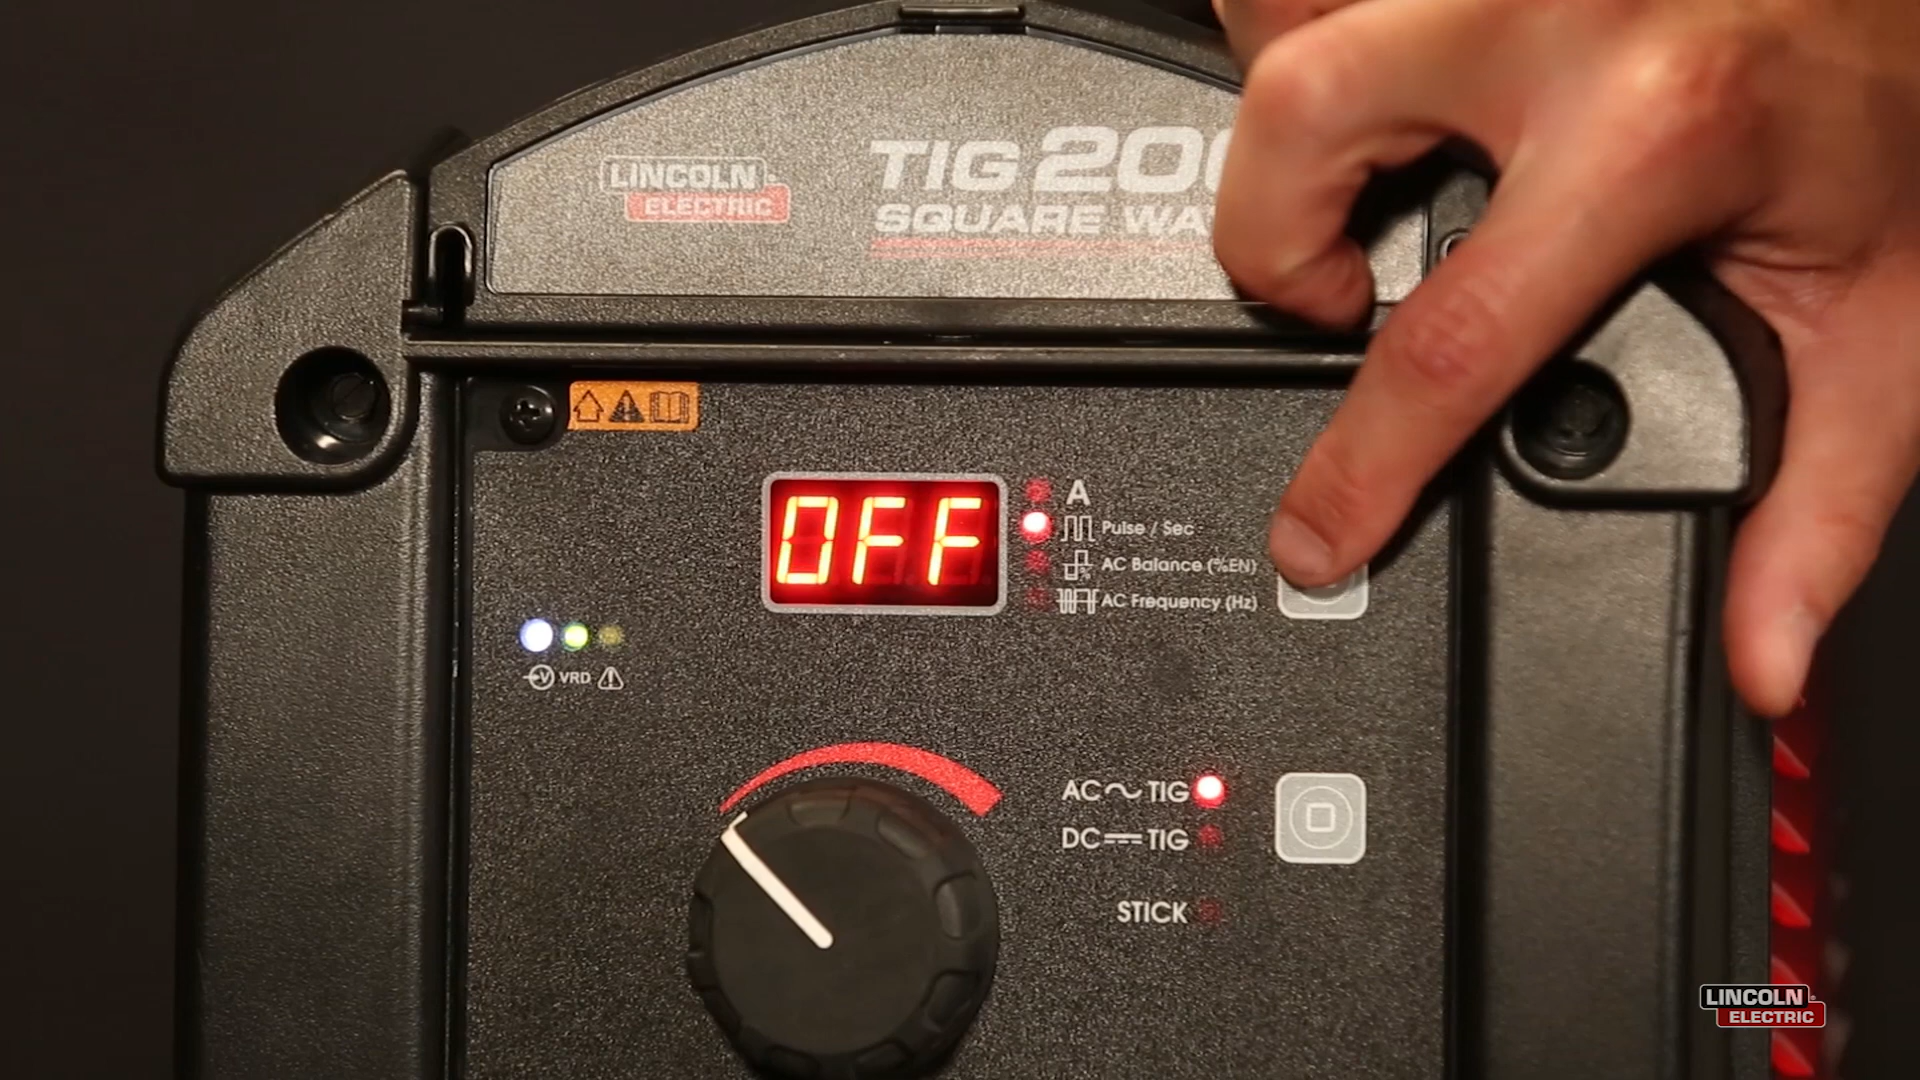 LINCOLN
ELECTRIC
TIG 20
SQUARE WA
OFF
A
Pulse / Sec
%
AC Balance (%EN)
AC Frequency (Hz)
V
VRD
AC TIG
DC TIG
STICK
LINCOLN
ELECTRIC